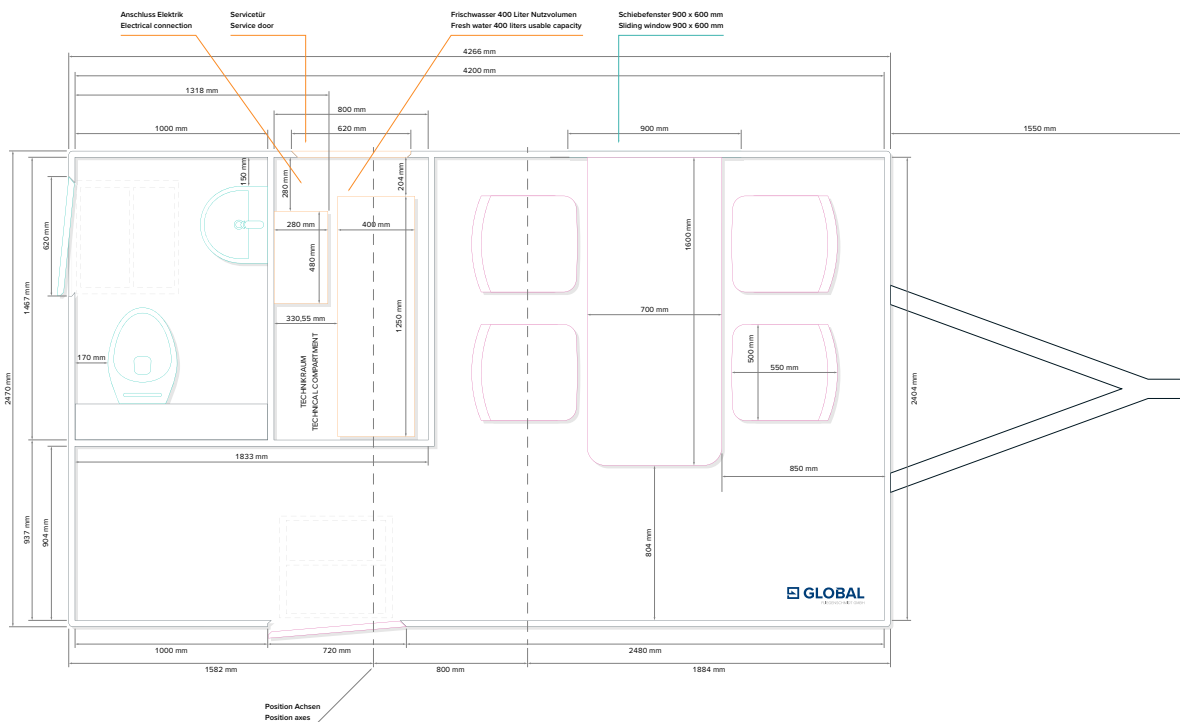 Anschluss Elektrik
Electrical connection
Servicetür
Service door
Frischwasser 400 Liter Nutzvolumen
Fresh water 400 liters usable capacity
Schiebefenster 900 x 600 mm
Sliding window 900 x 600 mm
4266 mm
4200 mm
1318 mm
800 mm
1000 mm
620 mm
900 mm
1550 mm
150 mm
280 mm
204 mm
620 mm
280 mm
400 mm
480 mm
1600 mm
1467 mm
330,55 mm
1250 mm
700 mm
170 mm
500 mm
550 mm
2470 mm
2404 mm
TECHNIKRAUM
TECHNICAL COMPARTMENT
1833 mm
850 mm
937 mm
904 mm
804 mm
GLOBAL
1000 mm
720 mm
2480 mm
1582 mm
800 mm
1884 mm
Position Achsen
Position axes